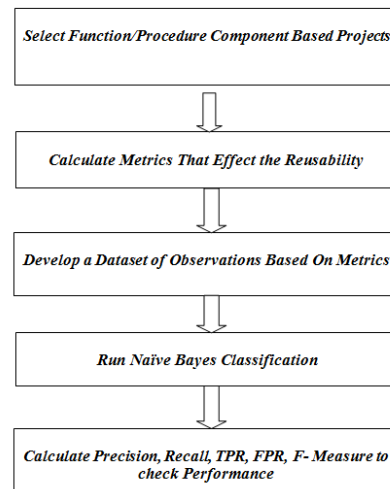 Select Function/Procedure Component Based Projects
Calculate Metrics That Effect the Reusability
Develop a Dataset of Observations Based On Metrics
Run Naïve Bayes Classification
Calculate Precision, Recall, TPR, FPR, F- Measure to
check Performance